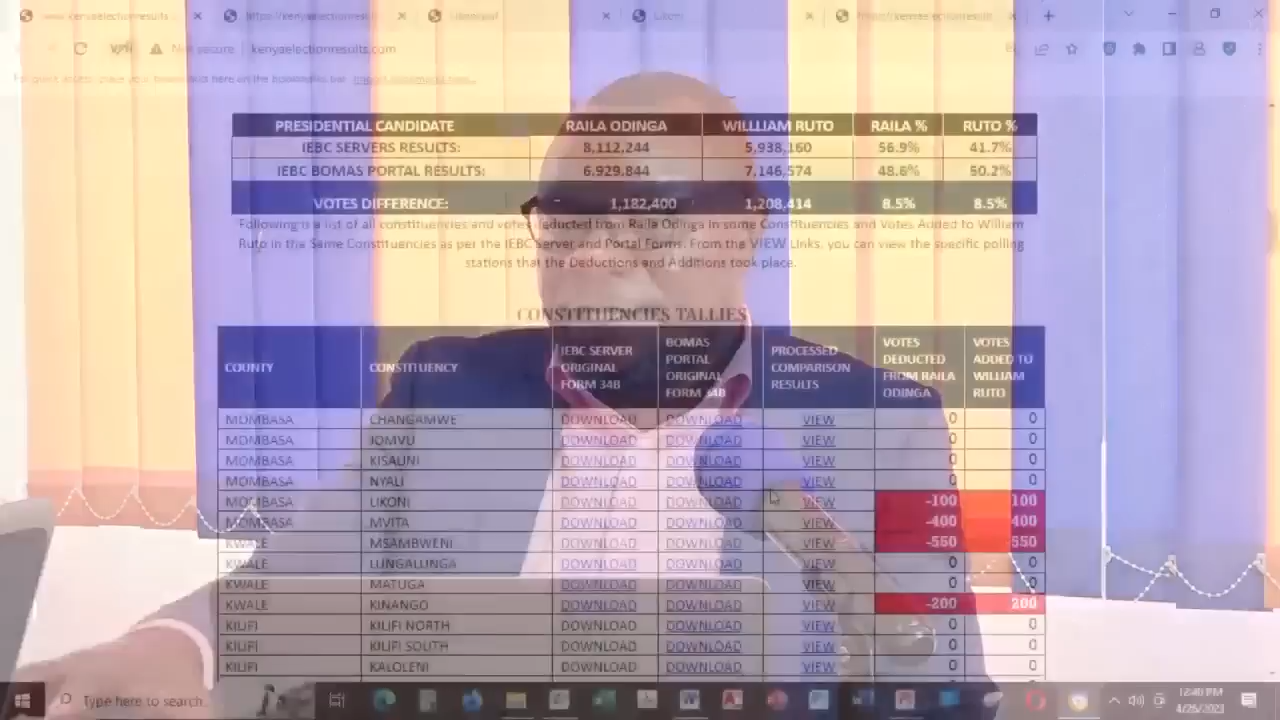 Not secure kenyaelectionresults.com
PRESIDENTIAL CANDIDATE RAILA ODINGA WILLLIAM RUTO RAILA % RUTO %
IEBC SERVERS RESULTS: 8,112,244 5,938,160 56.9% 41.7%
IEBC BOMAS PORTAL RESULTS: 6,929,844 7,146,574 48.6% 50.2%
VOTES DIFFERENCE: - 1,182,400 1,208,414 8.5% 8.5%
Following is a list of all constituencies and votes deducted from Raila Odinga in some Constituencies and Votes Added to William
Ruto in the Same Constituencies as per the IEBC Server and Portal Forms. From the VIEW Links, you can view the specific polling
stations that the Deductions and Additions took place.
CONSTITUENCIES TALLIES
COUNTY CONSTITUENCY IEBC SERVER ORIGINAL FORM 34B BOMAS PORTAL ORIGINAL FORM 34B PROCESSED COMPARISON RESULTS VOTES DEDUCTED FROM RAILA ODINGA VOTES ADDED TO WILLIAM RUTO
MOMBASA CHANGAMWE DOWNLOAD DOWNLOAD VIEW 0 0
MOMBASA JOMVU DOWNLOAD DOWNLOAD VIEW 0 0
MOMBASA KISAUNI DOWNLOAD DOWNLOAD VIEW 0 0
MOMBASA NYALI DOWNLOAD DOWNLOAD VIEW 0 0
MOMBASA LIKONI DOWNLOAD DOWNLOAD VIEW -100 100
MOMBASA MVITA DOWNLOAD DOWNLOAD VIEW -400 400
KWALE MSAMBWENI DOWNLOAD DOWNLOAD VIEW -550 550
KWALE LUNGALUNGA DOWNLOAD DOWNLOAD VIEW 0 0
KWALE MATUGA DOWNLOAD DOWNLOAD VIEW 0 0
KWALE KINANGO DOWNLOAD DOWNLOAD VIEW -200 200
KILIFI KILIFI NORTH DOWNLOAD DOWNLOAD VIEW 0 0
KILIFI KILIFI SOUTH DOWNLOAD DOWNLOAD VIEW 0 0
KILIFI KALOLENI DOWNLOAD DOWNLOAD VIEW 0 0
Type here to search
12:40 PM
4/25/2023